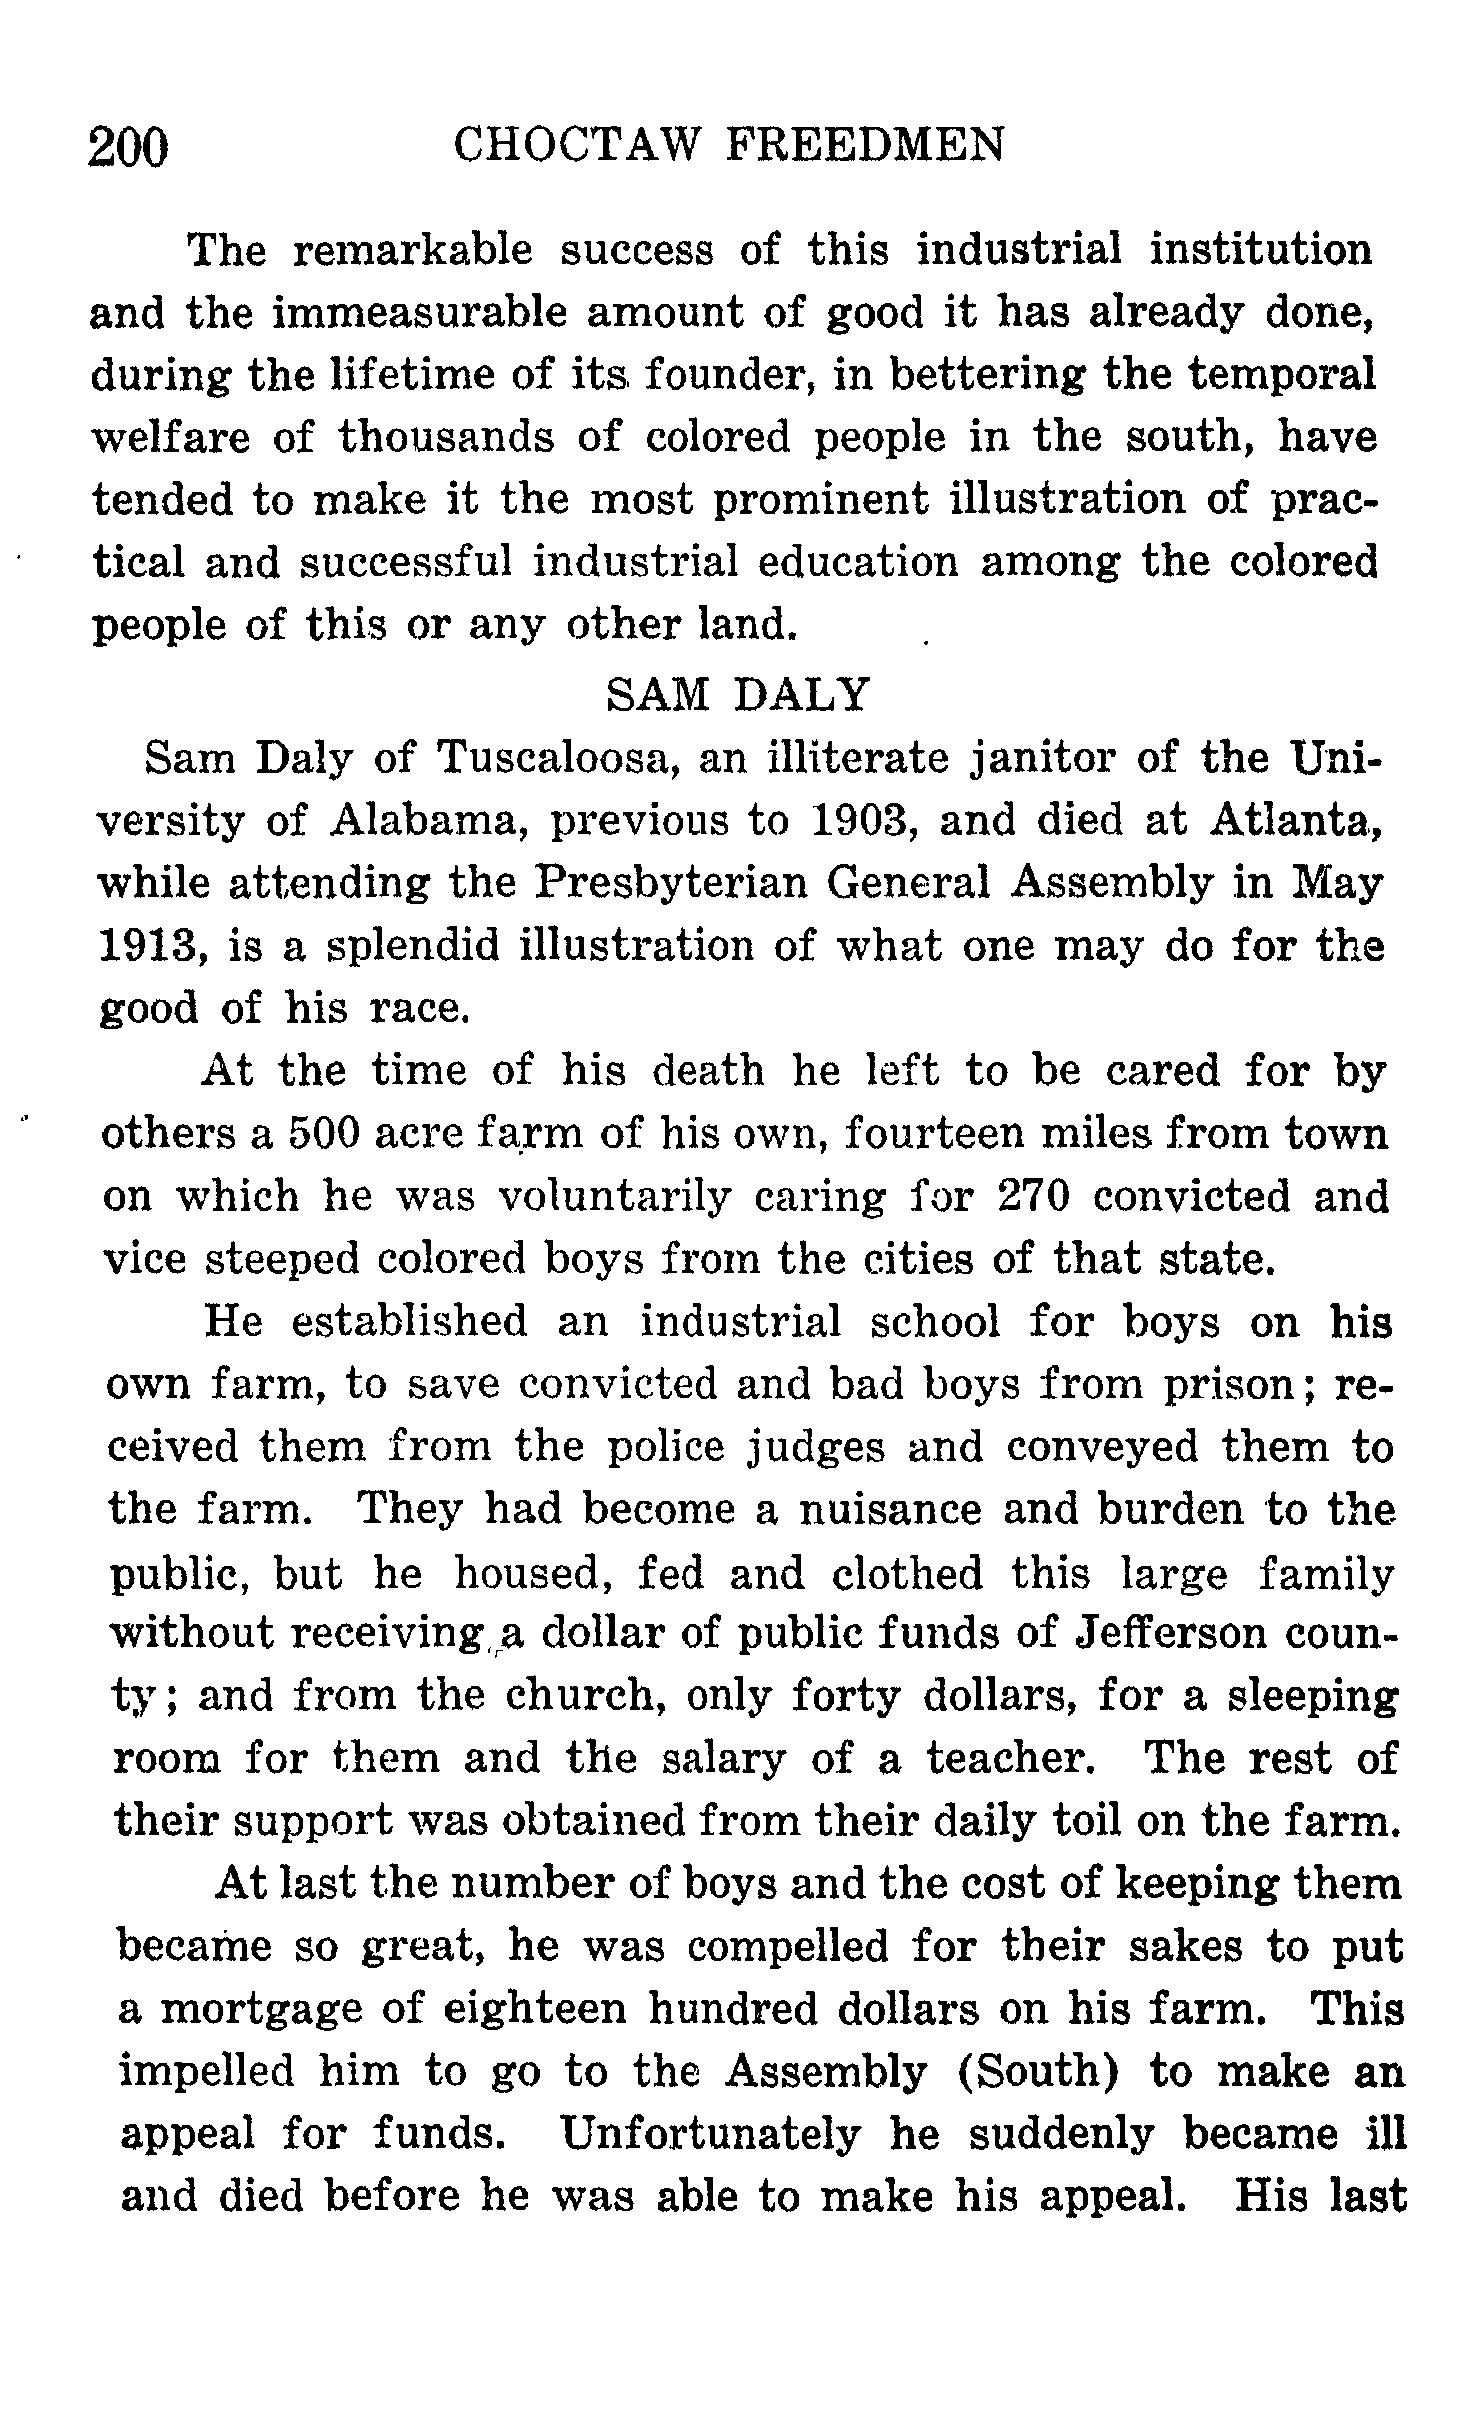 200 CHOCTAW FREEDMEN
The remarkable success of this industrial institution
and the immeasurable amount of good it has already done,
during the lifetime of its founder, in bettering the temporal
welfare of thousands of colored people in the south, have
tended to make it the most prominent illustration of prac-
tical and successful industrial education among the colored
people of this or any other land.
SAM DALY
Sam Daly of Tuscaloosa, an illiterate janitor of the Uni-
versity of Alabama, previous to 1903, and died at Atlanta,
while attending the Presbyterian General Assembly in May
1913, is a splendid illustration of what one may do for the
good of his race.
At the time of his death he left to be cared for by
others a 500 acre farm of his own, fourteen miles from town
on which he was voluntarily caring for 270 convicted and
vice steeped colored boys from the cities of that state.
He established an industrial school for boys on his
own farm, to save convicted and bad boys from prison; re-
ceived them from the police judges and conveyed them to
the farm. They had become a nuisance and burden to the
public, but he housed, fed and clothed this large family
without receiving a dollar of public funds of Jefferson coun-
ty; and from the church, only forty dollars, for a sleeping
room for them and the salary of a teacher. The rest of
their support was obtained from their daily toil on the farm.
At last the number of boys and the cost of keeping them
became so great, he was compelled for their sakes to put
a mortgage of eighteen hundred dollars on his farm. This
impelled him to go to the Assembly (South) to make an
appeal for funds. Unfortunately he suddenly became ill
and died before he was able to make his appeal. His last